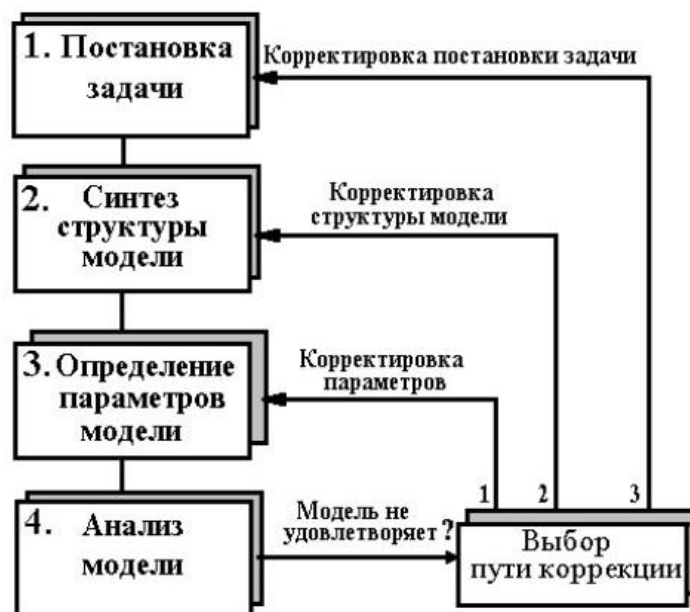 1. Постановка
задачи
Корректировка постановки задачи
2. Синтез
структуры
модели
Корректировка
структуры модели
3. Определение
параметров
модели
Корректировка
параметров
1 2 3
4. Анализ
модели
Модель не
удовлетворяет ?
Выбор
пути коррекции